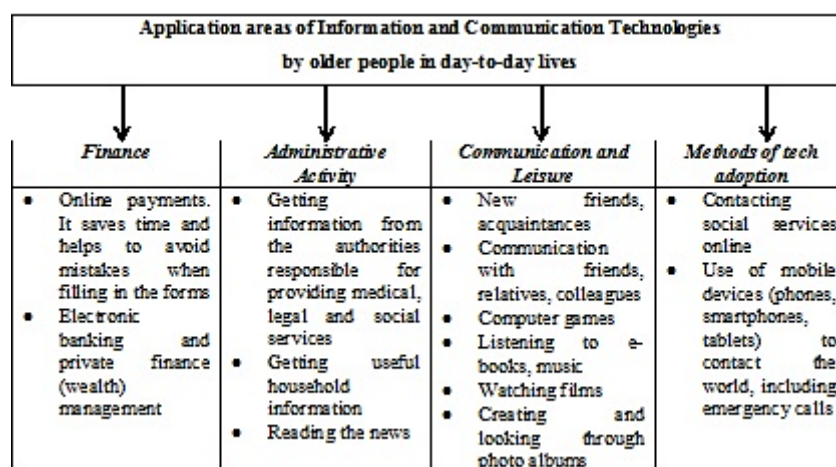 Application areas of Information and Communication Technologies
by older people in day-to-day lives
Finance
● Online payments.
It saves time and
helps to avoid
mistakes when
filling in the forms
● Electronic
banking and
private finance
(wealth)
management
Administrative
Activity
● Getting
information from
the authorities
responsible for
providing medical,
legal and social
services
● Getting useful
household
information
● Reading the news
Communication and
Leisure
● New friends,
acquaintances
● Communication
with friends,
relatives, colleagues
● Computer games
● Listening to e-
books, music
● Watching films
● Creating and
looking through
photo albums
Methods of tech
adoption
● Contacting
social services
online
● Use of mobile
devices (phones,
smartphones,
tablets) to
contact the
world, including
emergency calls